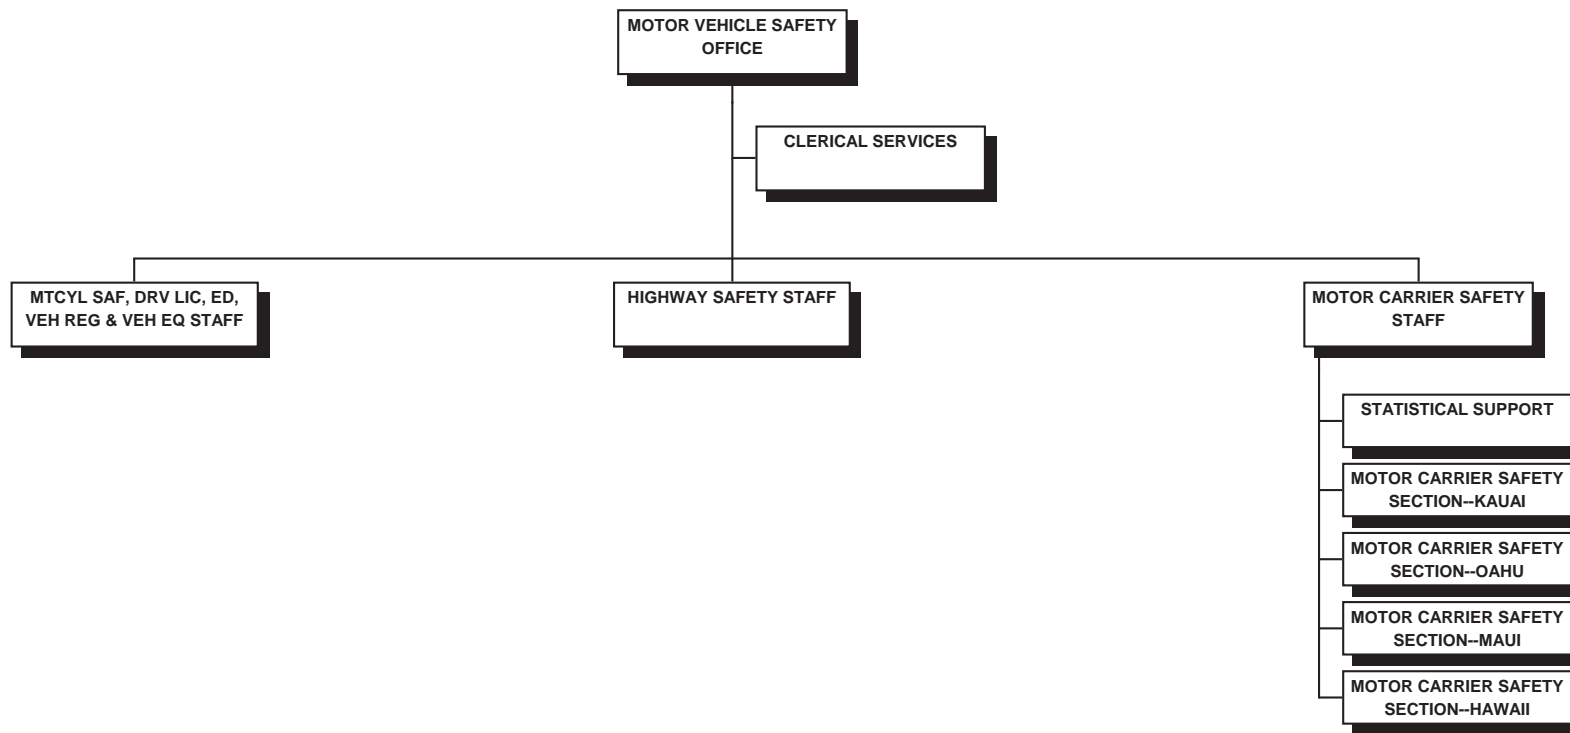 MOTOR VEHICLE SAFETY
OFFICE
CLERICAL SERVICES
MTCYL SAF, DRV LIC, ED,
VEH REG & VEH EQ STAFF
HIGHWAY SAFETY STAFF
MOTOR CARRIER SAFETY
STAFF
STATISTICAL SUPPORT
MOTOR CARRIER SAFETY
SECTION--KAUAI
MOTOR CARRIER SAFETY
SECTION--OAHU
MOTOR CARRIER SAFETY
SECTION--MAUI
MOTOR CARRIER SAFETY
SECTION--HAWAII